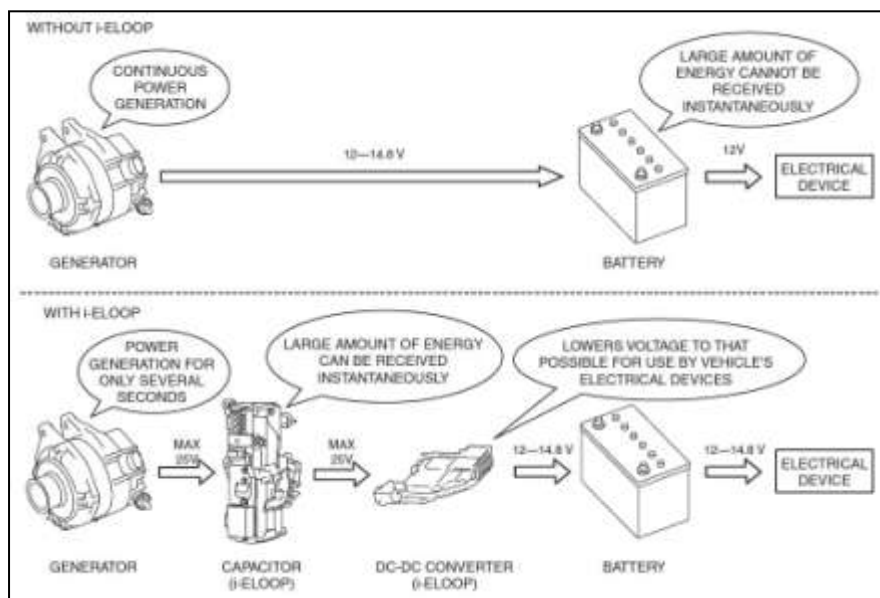 WITHOUT i-ELOOP
CONTINUOUS
POWER
GENERATION
LARGE AMOUNT OF
ENERGY CANNOT BE
RECEIVED
INSTANTANEOUSLY
12—14.8 V
12V
ELECTRICAL
DEVICE
GENERATOR
BATTERY
WITH i-ELOOP
POWER
GENERATION FOR
ONLY SEVERAL
SECONDS
LARGE AMOUNT OF ENERGY
CAN BE RECEIVED
INSTANTANEOUSLY
LOWERS VOLTAGE TO THAT
POSSIBLE FOR USE BY VEHICLE'S
ELECTRICAL DEVICES
MAX
25V
MAX
25V
12—14.8 V
12—14.8 V
ELECTRICAL
DEVICE
GENERATOR
CAPACITOR
(i-ELOOP)
DC-DC CONVERTER
(i-ELOOP)
BATTERY